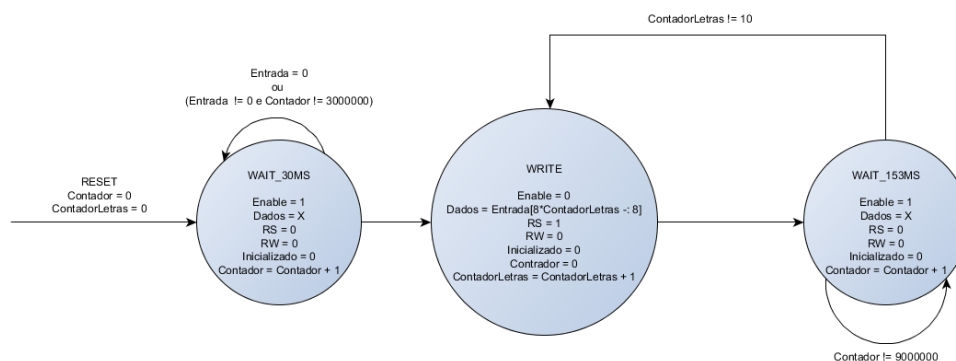 ContadorLetras != 10
Entrada = 0
ou
(Entrada != 0 e Contador != 3000000)
RESET
Contador = 0
ContadorLetras = 0
WAIT_30MS
Enable = 1
Dados = X
RS = 0
RW = 0
Inicializado = 0
Contador = Contador + 1
WRITE
Enable = 0
Dados = Entrada[8*ContadorLetras -: 8]
RS = 1
RW = 0
Inicializado = 0
Contrador = 0
ContadorLetras = ContadorLetras + 1
WAIT_153MS
Enable = 1
Dados = X
RS = 0
RW = 0
Inicializado = 0
Contador = Contador + 1
Contador != 9000000